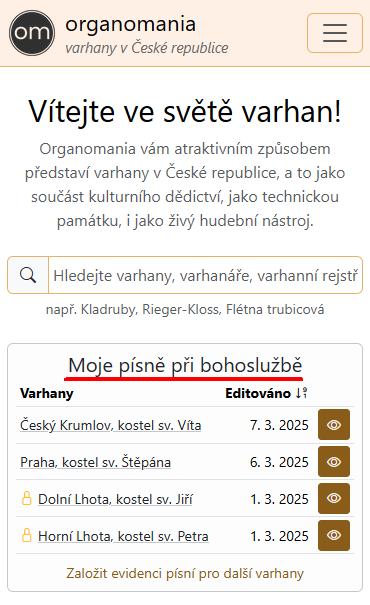 om
organomania
varhany v České republice
Vítejte ve světě varhan!
Organomania vám atraktivním způsobem
představí varhany v České republice, a to jako
součást kulturního dědictví, jako technickou
památku, i jako živý hudební nástroj.
Hledejte varhany, varhanáře, varhanní rejstř
např. Kladruby, Rieger-Kloss, Flétna trubicová
Moje písně při bohoslužbě
Varhany Editováno
Český Krumlov, kostel sv. Víta 7. 3. 2025
Praha, kostel sv. Štěpána 6. 3. 2025
Dolní Lhota, kostel sv. Jiří 1. 3. 2025
Horní Lhota, kostel sv. Petra 1. 3. 2025
Založit evidenci písní pro další varhany